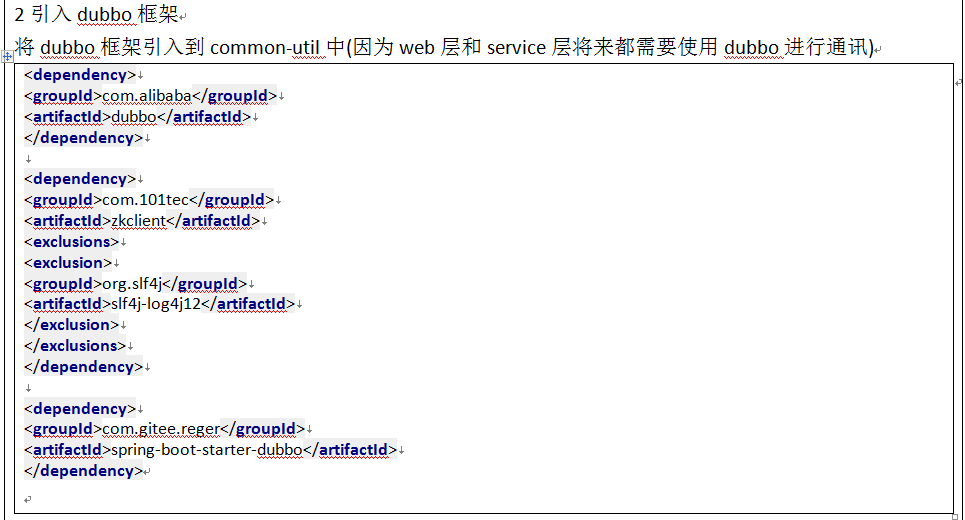 2 引入 dubbo 框架
将 dubbo 框架引入到 common-util 中(因为 web 层和 service 层将来都需要使用 dubbo 进行通讯)
<dependency>
<groupId>com.alibaba</groupId>
<artifactId>dubbo</artifactId>
</dependency>
<dependency>
<groupId>com.101tec</groupId>
<artifactId>zkclient</artifactId>
<exclusions>
<exclusion>
<groupId>org.slf4j</groupId>
<artifactId>slf4j-log4j12</artifactId>
</exclusion>
</exclusions>
</dependency>
<dependency>
<groupId>com.gitee.reger</groupId>
<artifactId>spring-boot-starter-dubbo</artifactId>
</dependency>